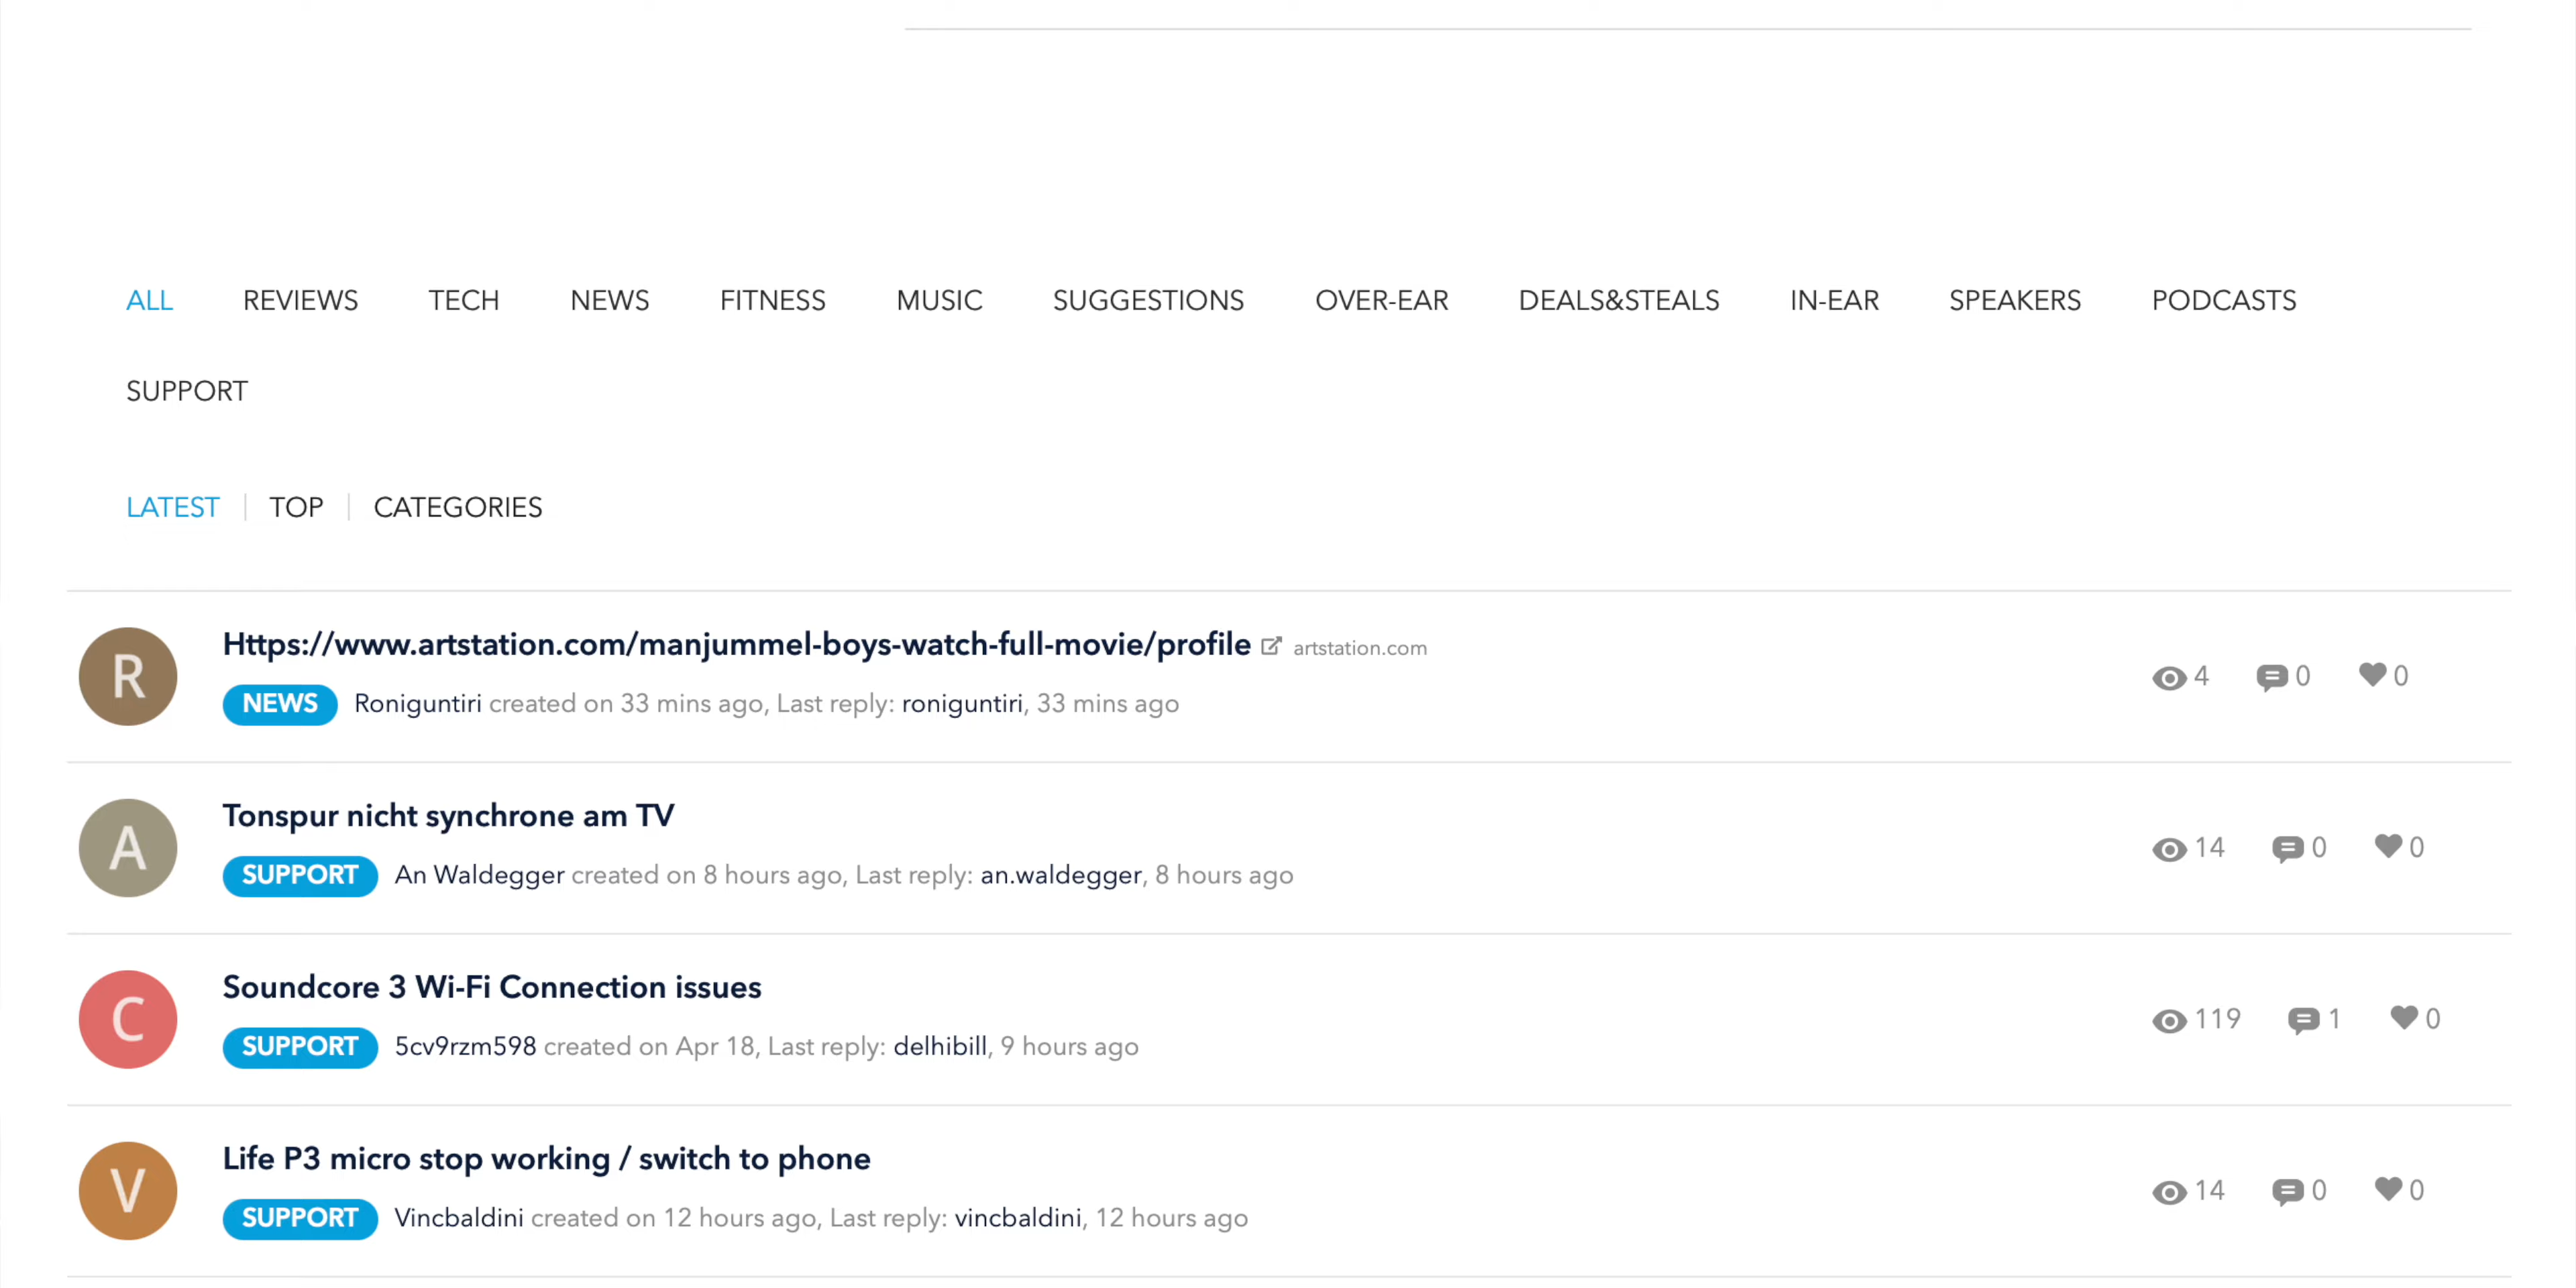 ALL REVIEWS TECH NEWS FITNESS MUSIC SUGGESTIONS OVER-EAR DEALS&STEALS IN-EAR SPEAKERS PODCASTS
SUPPORT
LATEST TOP CATEGORIES
R
Https://www.artstation.com/manjummel-boys-watch-full-movie/profile artstation.com
NEWS Roniguntiri created on 33 mins ago, Last reply: roniguntiri, 33 mins ago
4 0 0
A
Tonspur nicht synchrone am TV
SUPPORT An Waldegger created on 8 hours ago, Last reply: an.waldegger, 8 hours ago
14 0 0
C
Soundcore 3 Wi-Fi Connection issues
SUPPORT 5cv9rzm598 created on Apr 18, Last reply: delhibill, 9 hours ago
119 1 0
V
Life P3 micro stop working / switch to phone
SUPPORT Vincbaldini created on 12 hours ago, Last reply: vincbaldini, 12 hours ago
14 0 0